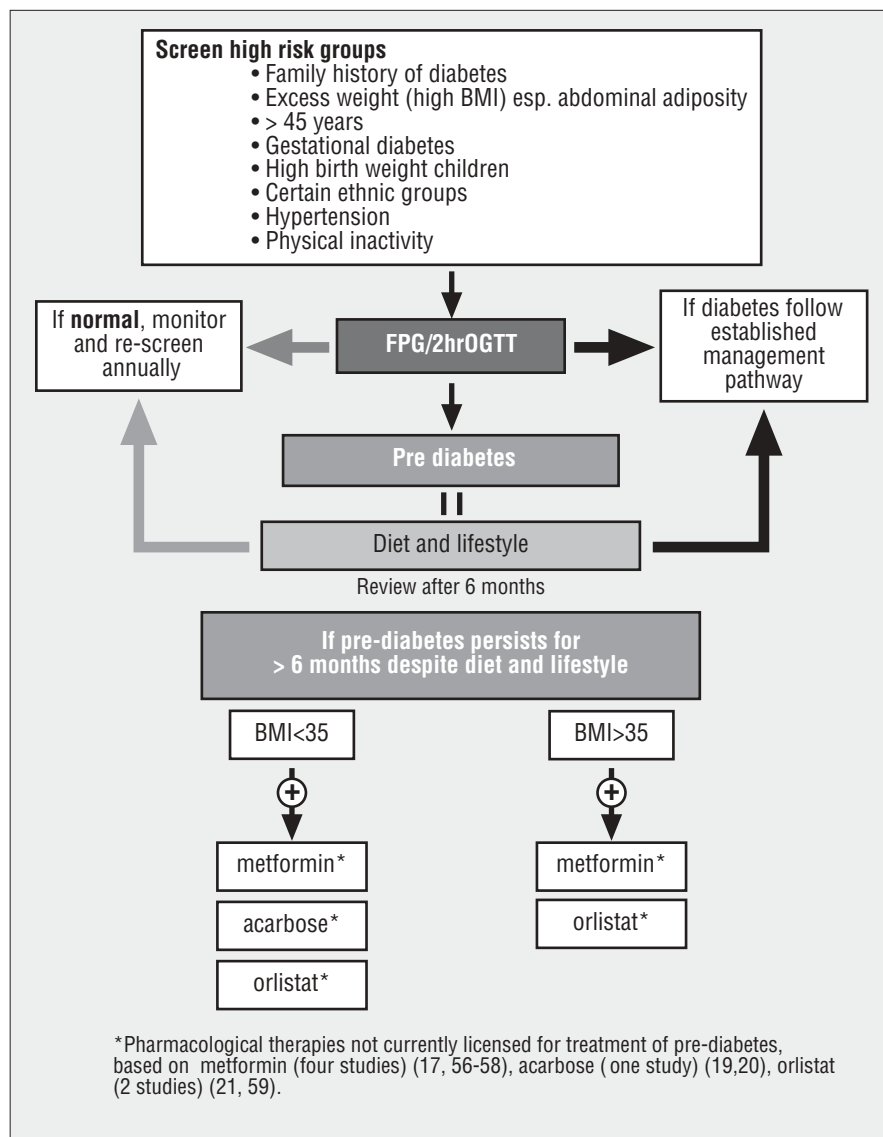 Screen high risk groups
• Family history of diabetes
• Excess weight (high BMI) esp. abdominal adiposity
• > 45 years
• Gestational diabetes
• High birth weight children
• Certain ethnic groups
• Hypertension
• Physical inactivity
If normal, monitor
and re-screen
annually
FPG/2hrOGTT
If diabetes follow
established
management
pathway
Pre diabetes
Diet and lifestyle
Review after 6 months
If pre-diabetes persists for
> 6 months despite diet and lifestyle
BMI<35
BMI>35
+
+
metformin*
metformin*
acarbose*
orlistat*
orlistat*
*Pharmacological therapies not currently licensed for treatment of pre-diabetes,
based on metformin (four studies) (17, 56-58), acarbose ( one study) (19,20), orlistat
(2 studies) (21, 59).